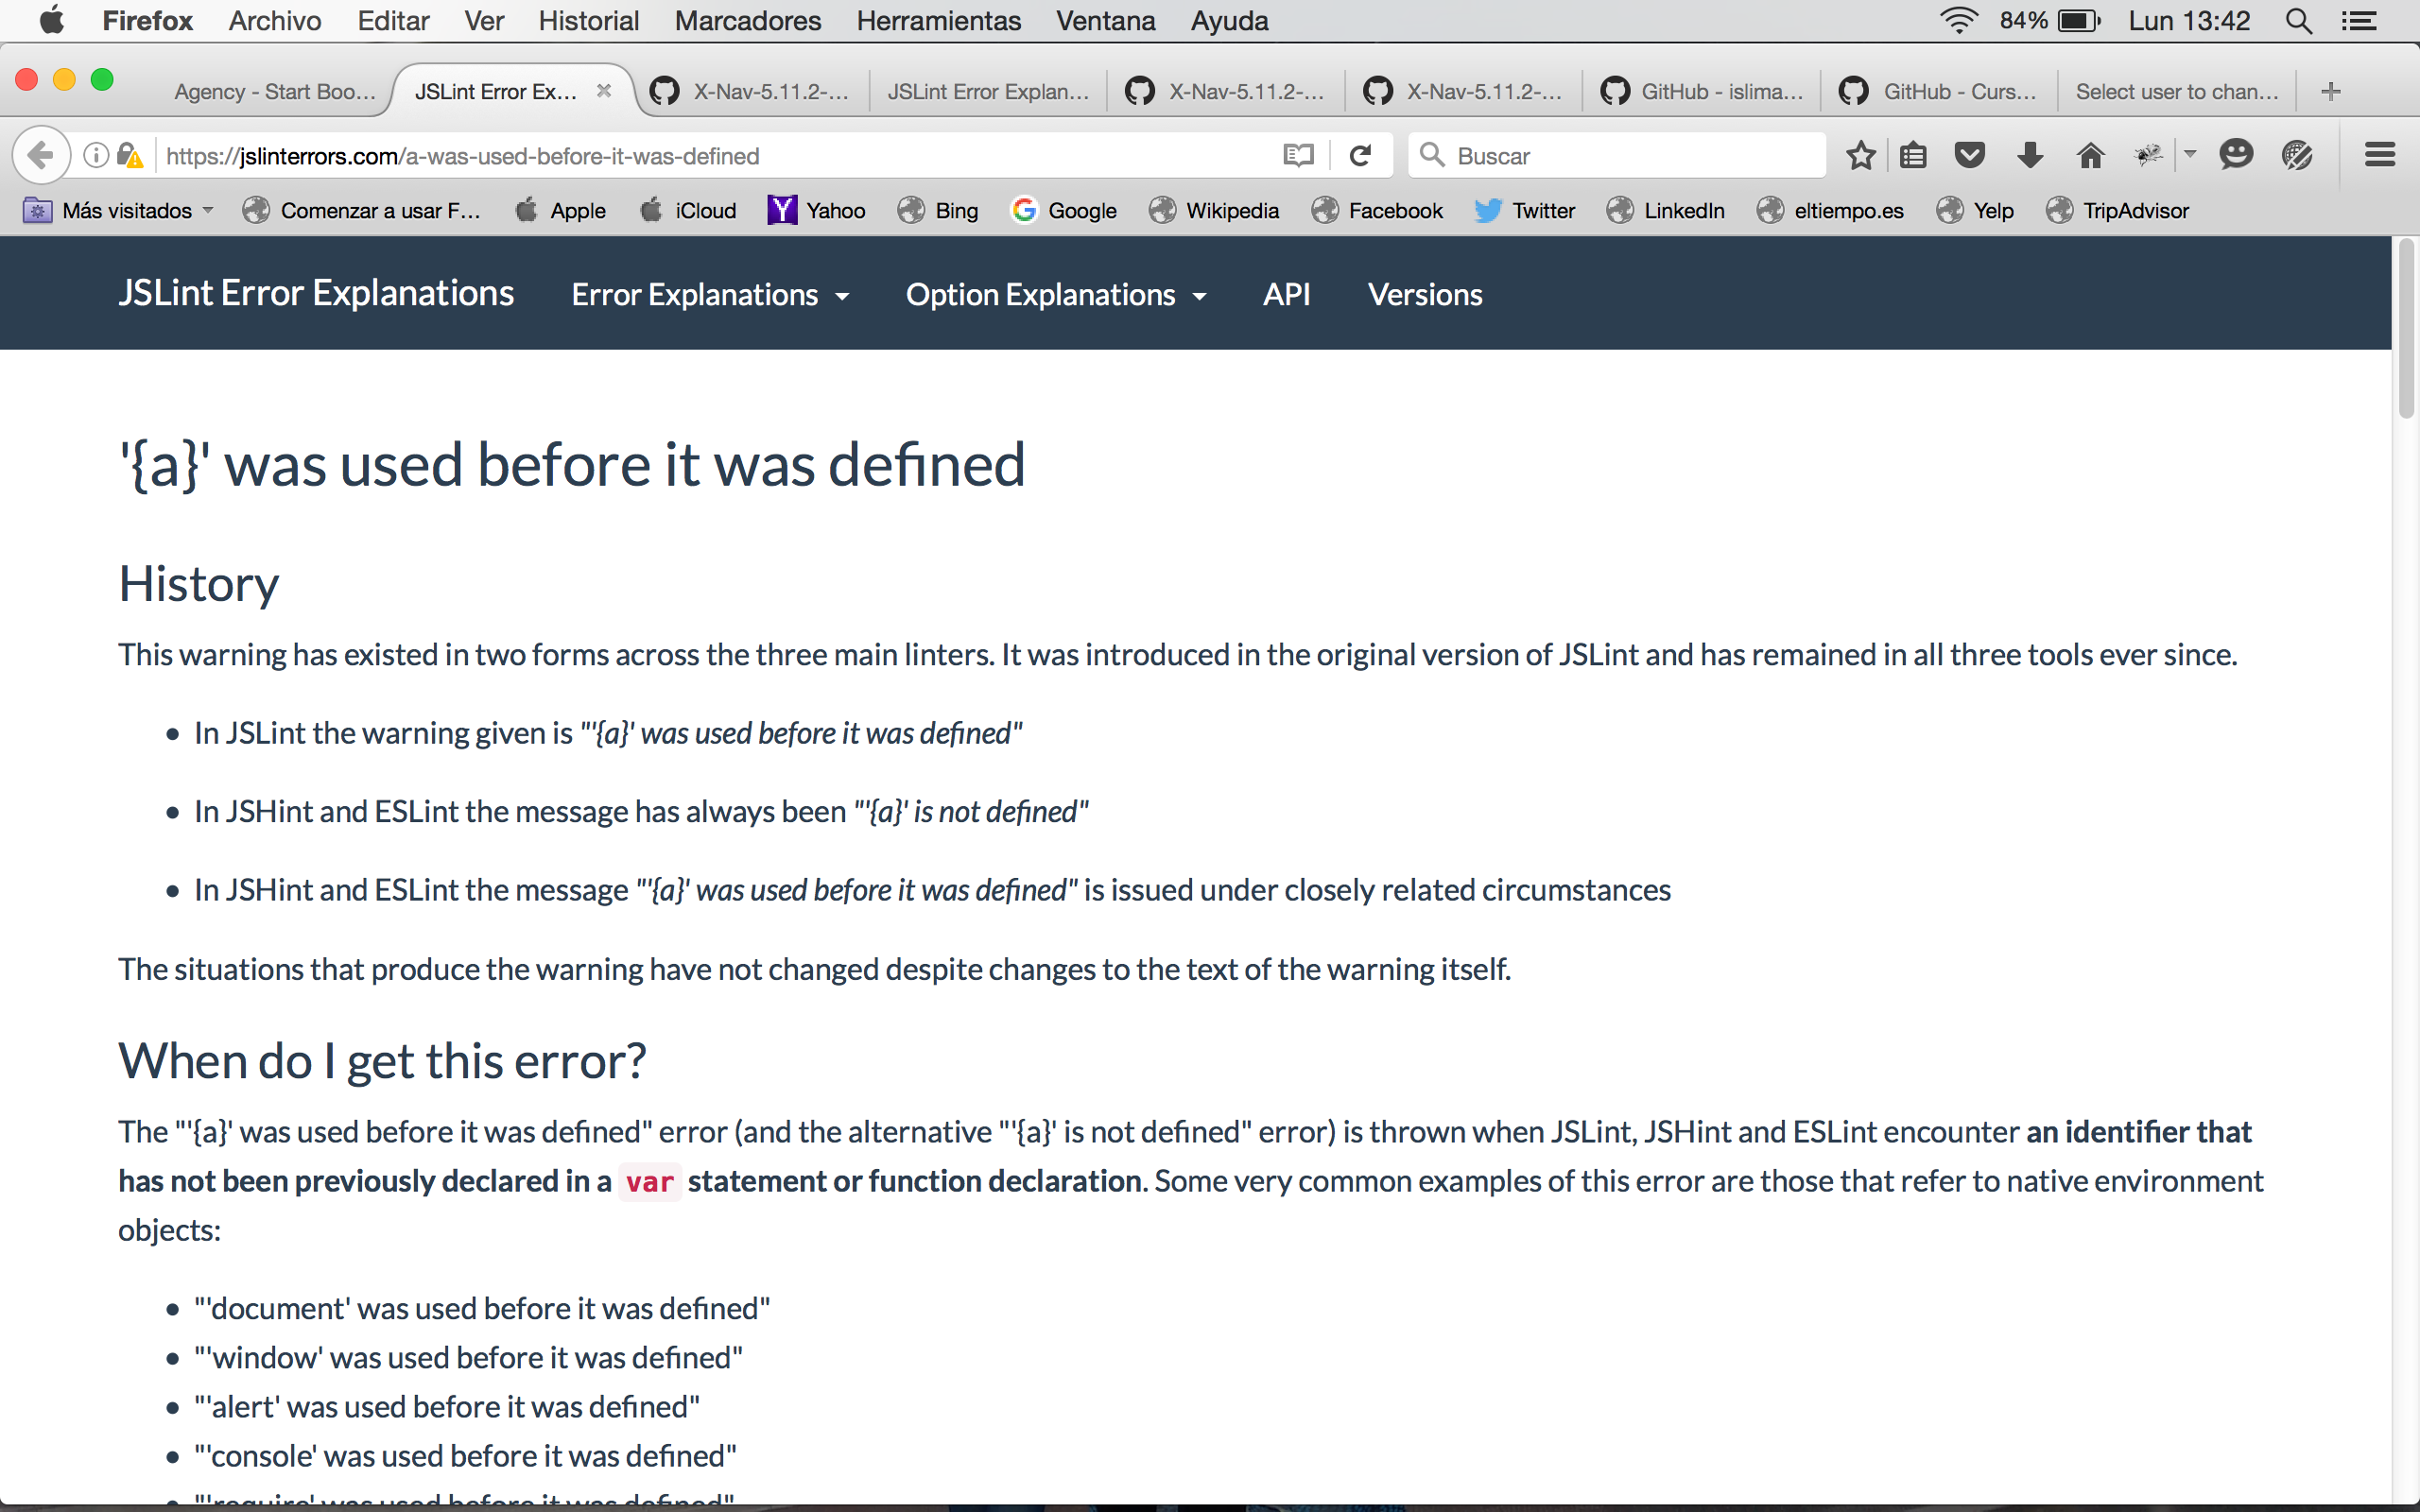 Firefox Archivo Editar Ver Historial Marcadores Herramientas Ventana Ayuda 84% Lun 13:42
Agency - Start Boo... JSLint Error Ex... X-Nav-5.11.2-... JSLint Error Explan... X-Nav-5.11.2-... X-Nav-5.11.2-... GitHub - islima... GitHub - Curs... Select user to chan...
https://jslinterrors.com/a-was-used-before-it-was-defined Buscar
Más visitados Comenzar a usar F... Apple iCloud Yahoo Bing Google Wikipedia Facebook Twitter LinkedIn eltiempo.es Yelp TripAdvisor
JSLint Error Explanations Error Explanations Option Explanations API Versions
'{a}' was used before it was defined
History
This warning has existed in two forms across the three main linters. It was introduced in the original version of JSLint and has remained in all three tools ever since.
• In JSLint the warning given is "'{a}' was used before it was defined"
• In JSHint and ESLint the message has always been "'{a}' is not defined"
• In JSHint and ESLint the message "'{a}' was used before it was defined" is issued under closely related circumstances
The situations that produce the warning have not changed despite changes to the text of the warning itself.
When do I get this error?
The "'{a}' was used before it was defined" error (and the alternative "'{a}' is not defined" error) is thrown when JSLint, JSHint and ESLint encounter an identifier that
has not been previously declared in a var statement or function declaration. Some very common examples of this error are those that refer to native environment
objects:
• "'document' was used before it was defined"
• "'window' was used before it was defined"
• "'alert' was used before it was defined"
• "'console' was used before it was defined"
• "'require' was used before it was defined"